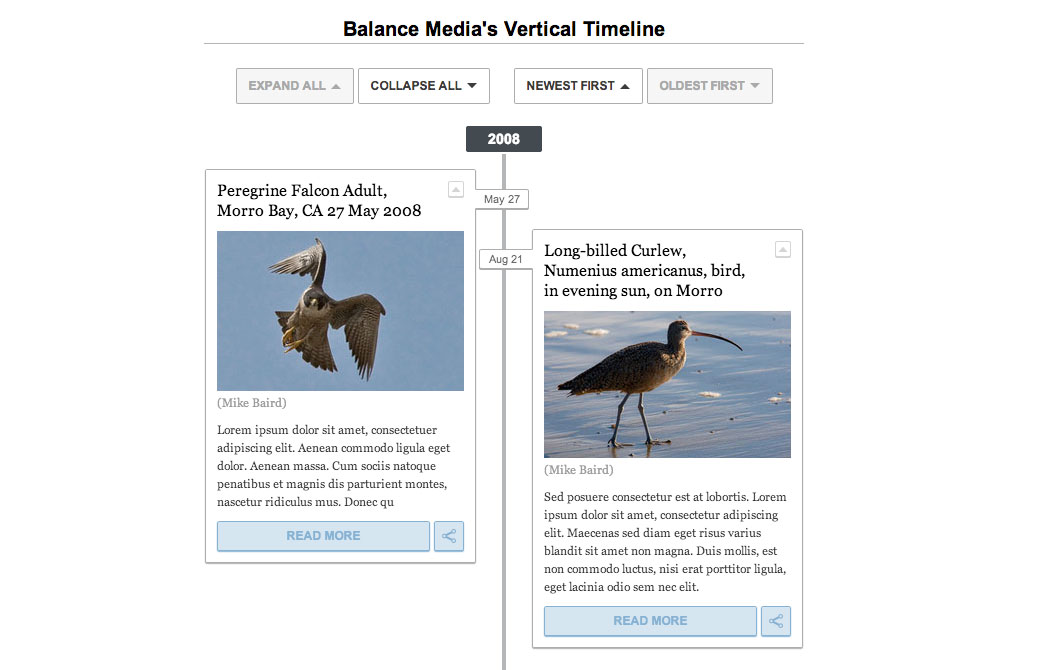 Balance Media's Vertical Timeline
EXPAND ALL
COLLAPSE ALL
NEWEST FIRST
OLDEST FIRST
2008
Peregrine Falcon Adult,
Morro Bay, CA 27 May 2008
May 27
(Mike Baird)
Lorem ipsum dolor sit amet, consectetuer
adipiscing elit. Aenean commodo ligula eget
dolor. Aenean massa. Cum sociis natoque
penatibus et magnis dis parturient montes,
nascetur ridiculus mus. Donec qu
READ MORE
Aug 21
Long-billed Curlew,
Numenius americanus, bird,
in evening sun, on Morro
(Mike Baird)
Sed posuere consectetur est at lobortis. Lorem
ipsum dolor sit amet, consectetur adipiscing
elit. Maecenas sed diam eget risus varius
blandit sit amet non magna. Duis mollis, est
non commodo luctus, nisi erat porttitor ligula,
eget lacinia odio sem nec elit.
READ MORE